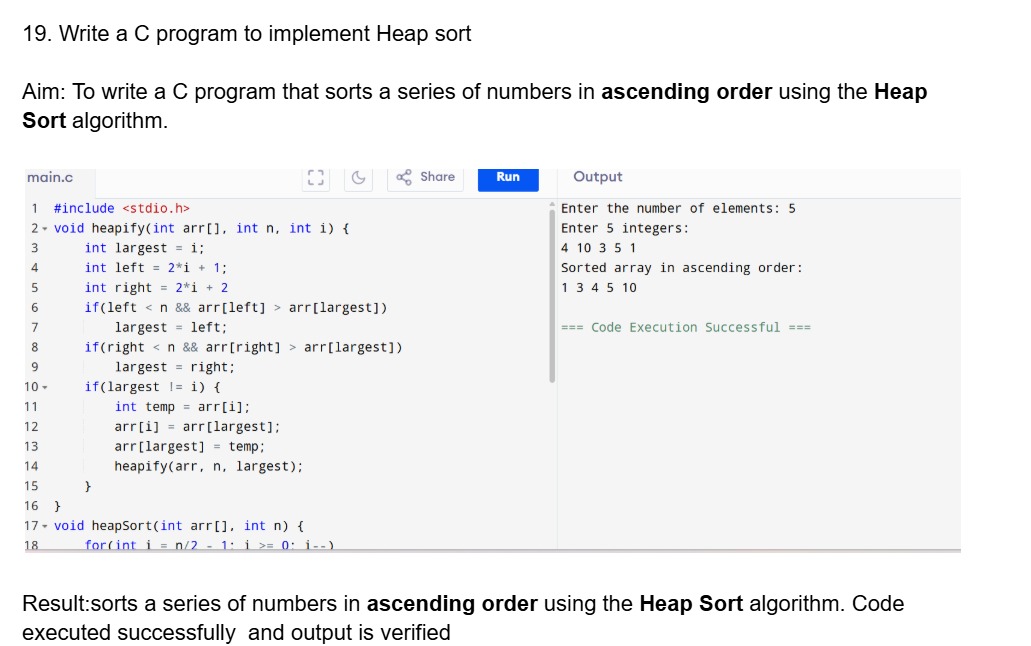 19. Write a C program to implement Heap sort
Aim: To write a C program that sorts a series of numbers in ascending order using the Heap
Sort algorithm.
main.c
Share
Run
Output
1 #include <stdio.h>
2 void heapify(int arr[], int n, int i) {
3     int largest = i;
4     int left = 2*i + 1;
5     int right = 2*i + 2
6     if(left < n && arr[left] > arr[largest])
7         largest = left;
8     if(right < n && arr[right] > arr[largest])
9         largest = right;
10     if(largest != i) {
11         int temp = arr[i];
12         arr[i] = arr[largest];
13         arr[largest] = temp;
14         heapify(arr, n, largest);
15     }
16 }
17 void heapSort(int arr[], int n) {
18     for(int i = n/2 - 1; i >= 0; i--)
Enter the number of elements: 5
Enter 5 integers:
4 10 3 5 1
Sorted array in ascending order:
1 3 4 5 10
=== Code Execution Successful ===
Result:sorts a series of numbers in ascending order using the Heap Sort algorithm. Code
executed successfully  and output is verified